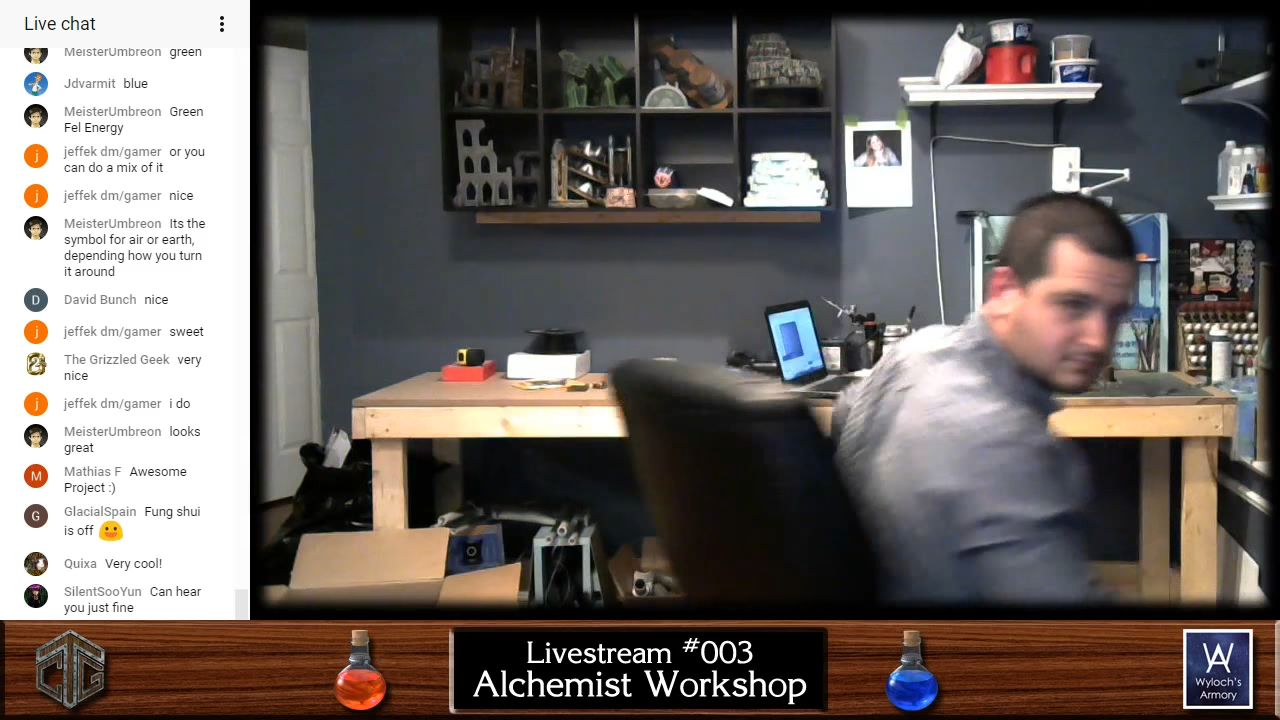 Live chat
MeisterUmbreon green
Jdvarmit blue
MeisterUmbreon Green
Fel Energy
jeffek dm/gamer or you
can do a mix of it
jeffek dm/gamer nice
MeisterUmbreon Its the
symbol for air or earth,
depending how you turn
it around
David Bunch nice
jeffek dm/gamer sweet
The Grizzled Geek very
nice
jeffek dm/gamer i do
MeisterUmbreon looks
great
Mathias F Awesome
Project :)
GlacialSpain Fung shui
is off 😃
Quixa Very cool!
SilentSooYun Can hear
you just fine
j
j
D
j
j
M
G
CTG
Livestream #003
Alchemist Workshop
WA
Wyloch's
Armory